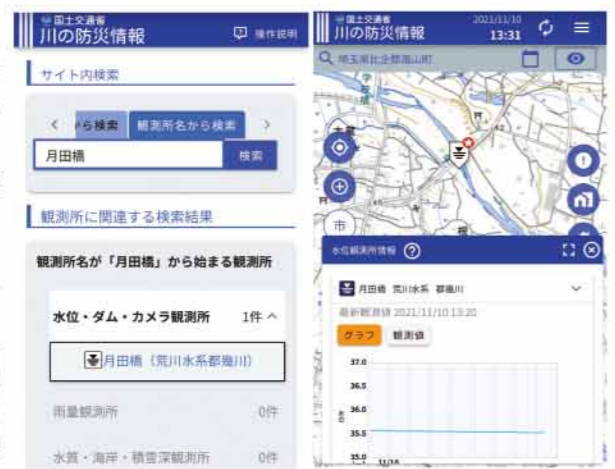 国土交通省
川の防災情報
操作説明
サイト内検索
から検索
観測所名から検索
月田橋
検索
観測所に関連する検索結果
観測所名が「月田橋」から始まる観測所
水位・ダム・カメラ観測所 1件
月田橋（荒川水系都幾川）
雨量観測所 0件
水質・海岸・積雪深観測所 0件
国土交通省
川の防災情報
2021/11/10
13:31
埼玉県比企郡嵐山町
学校橋
市
水位観測所情報
月田橋 荒川水系 都幾川
最新観測値 2021/11/10 13:20
グラフ 観測値
37.0
36.5
36.0
35.5
35.0
水位
11/10